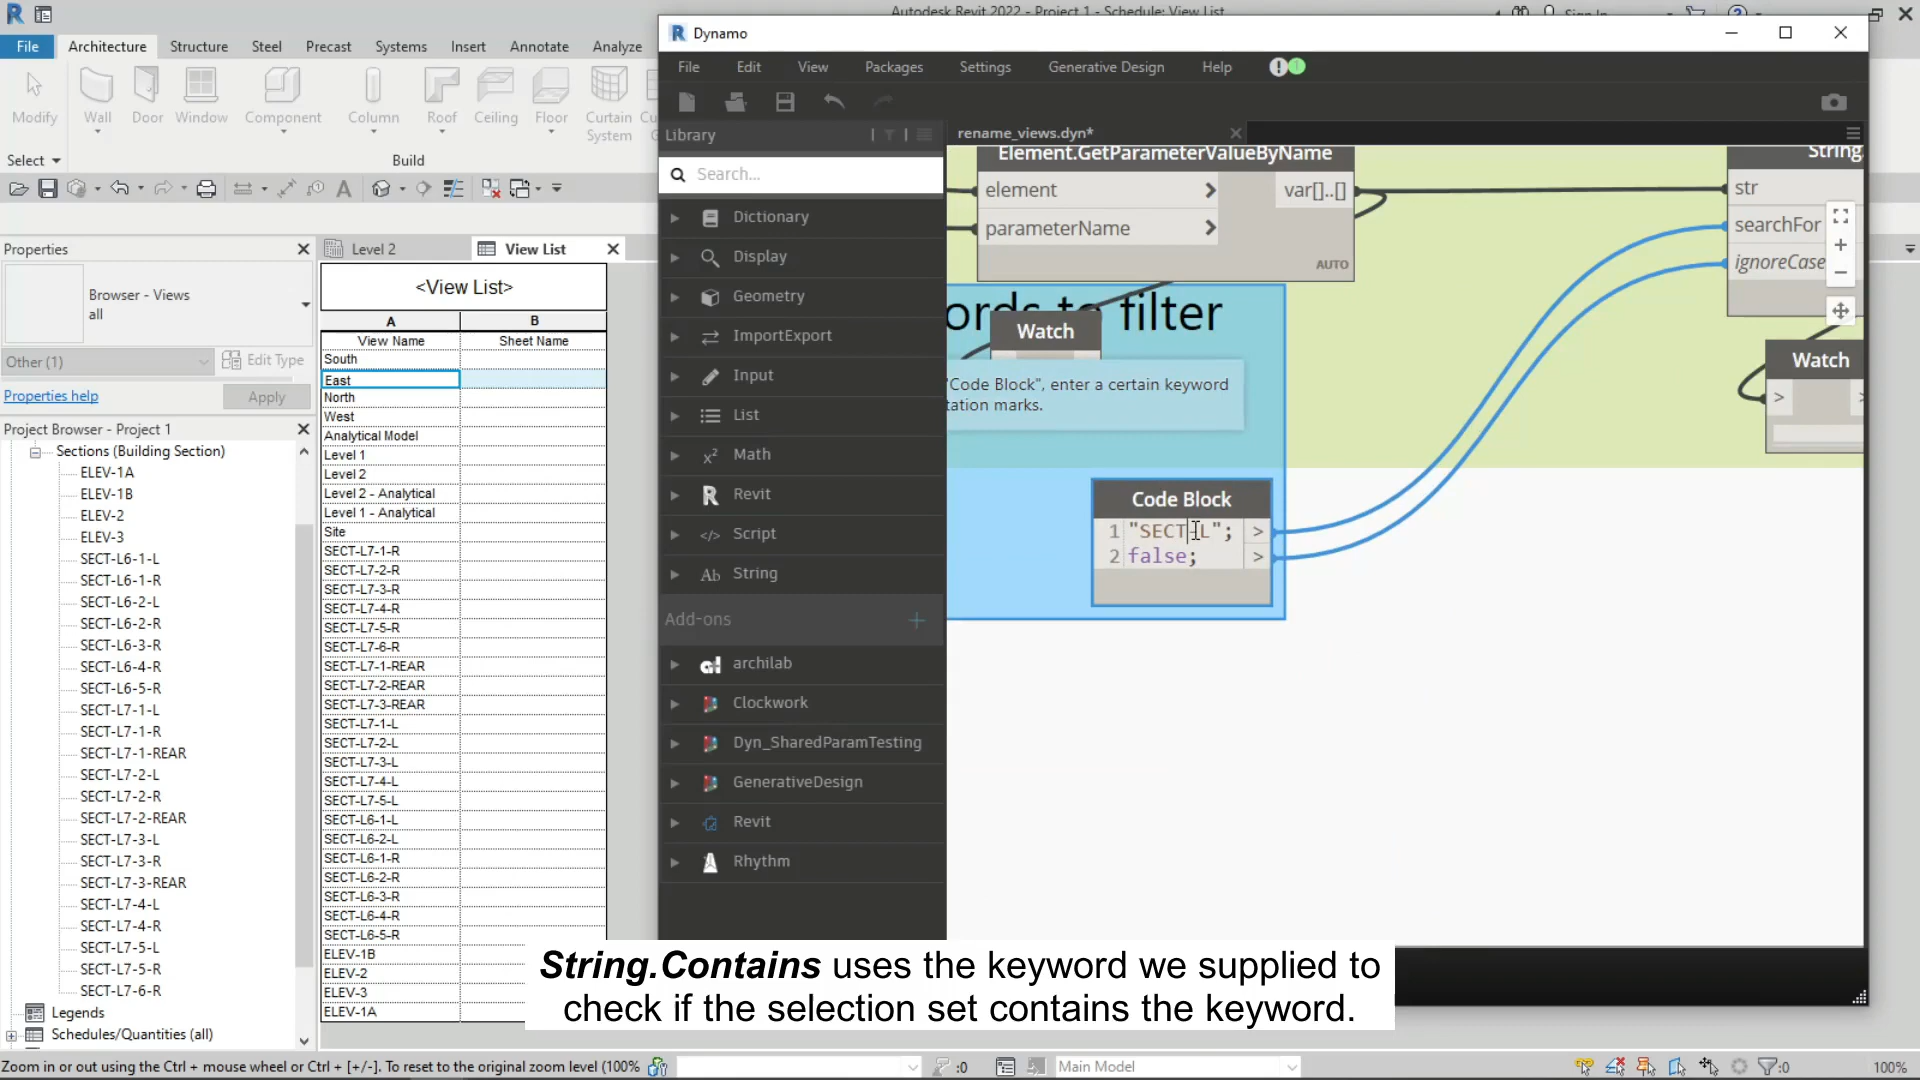 Autodesk Revit 2022 - Project 1 - Schedule: View List
Sign In
Dynamo
File
Architecture
Structure
Steel
Precast
Systems
Insert
Annotate
Analyze
File
Edit
View
Packages
Settings
Generative Design
Help
Modify
Wall
Door
Window
Component
Column
Roof
Ceiling
Floor
Curtain
System
Select
Build
Library
Search...
Dictionary
Display
Geometry
ImportExport
Input
List
Math
Revit
Script
String
Add-ons
archilab
Clockwork
Dyn_SharedParamTesting
GenerativeDesign
Revit
Rhythm
rename_views.dyn*
Element.GetParameterValueByName
element
var[]..[]
parameterName
AUTO
String.
str
searchFor
ignoreCase
ords to filter
Watch
"Code Block", enter a certain keyword
tation marks.
Watch
>
Code Block
1 "SECT-L"; >
2 false; >
Properties
Browser - Views
all
Other (1)
Edit Type
Properties help
Apply
Project Browser - Project 1
Sections (Building Section)
ELEV-1A
ELEV-1B
ELEV-2
ELEV-3
SECT-L6-1-L
SECT-L6-1-R
SECT-L6-2-L
SECT-L6-2-R
SECT-L6-3-R
SECT-L6-4-R
SECT-L6-5-R
SECT-L7-1-L
SECT-L7-1-R
SECT-L7-1-REAR
SECT-L7-2-L
SECT-L7-2-R
SECT-L7-2-REAR
SECT-L7-3-L
SECT-L7-3-R
SECT-L7-3-REAR
SECT-L7-4-L
SECT-L7-4-R
SECT-L7-5-L
SECT-L7-5-R
SECT-L7-6-R
Legends
Schedules/Quantities (all)
Level 2
View List
<View List>
A B
View Name Sheet Name
South
East
North
West
Analytical Model
Level 1
Level 2
Level 2 - Analytical
Level 1 - Analytical
Site
SECT-L7-1-R
SECT-L7-2-R
SECT-L7-3-R
SECT-L7-4-R
SECT-L7-5-R
SECT-L7-6-R
SECT-L7-1-REAR
SECT-L7-2-REAR
SECT-L7-3-REAR
SECT-L7-1-L
SECT-L7-2-L
SECT-L7-3-L
SECT-L7-4-L
SECT-L7-5-L
SECT-L6-1-L
SECT-L6-2-L
SECT-L6-1-R
SECT-L6-2-R
SECT-L6-3-R
SECT-L6-4-R
SECT-L6-5-R
ELEV-1B
ELEV-2
ELEV-3
ELEV-1A
String.Contains uses the keyword we supplied to
check if the selection set contains the keyword.
Zoom in or out using the Ctrl + mouse wheel or Ctrl + [+/-]. To reset to the original zoom level (100%
:0
Main Model
:0
100%